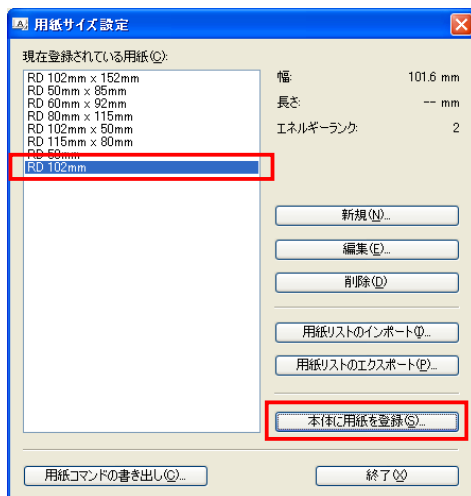 用紙サイズ設定
現在登録されている用紙(C):
RD 102mm x 152mm
RD 50mm x 85mm
RD 60mm x 92mm
RD 80mm x 115mm
RD 102mm x 50mm
RD 115mm x 80mm
RD 58mm
RD 102mm
幅: 101.6 mm
長さ: -- mm
エネルギーランク: 2
新規(N)...
編集(E)...
削除(D)
用紙リストのインポート(I)...
用紙リストのエクスポート(P)...
本体に用紙を登録(S)...
用紙コマンドの書き出し(C)...
終了(X)